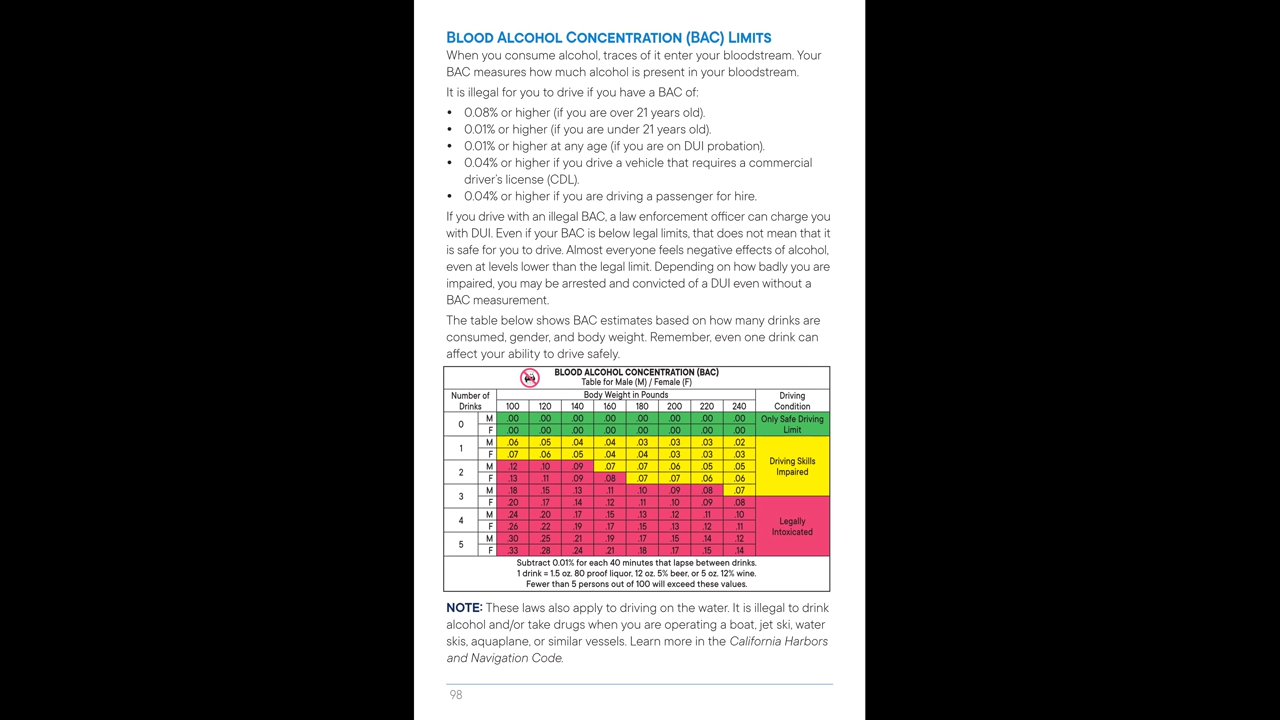 BLOOD ALCOHOL CONCENTRATION (BAC) LIMITS
When you consume alcohol, traces of it enter your bloodstream. Your
BAC measures how much alcohol is present in your bloodstream.
It is illegal for you to drive if you have a BAC of:
• 0.08% or higher (if you are over 21 years old).
• 0.01% or higher (if you are under 21 years old).
• 0.01% or higher at any age (if you are on DUI probation).
• 0.04% or higher if you drive a vehicle that requires a commercial
driver's license (CDL).
• 0.04% or higher if you are driving a passenger for hire.
If you drive with an illegal BAC, a law enforcement officer can charge you
with DUI. Even if your BAC is below legal limits, that does not mean that it
is safe for you to drive. Almost everyone feels negative effects of alcohol,
even at levels lower than the legal limit. Depending on how badly you are
impaired, you may be arrested and convicted of a DUI even without a
BAC measurement.
The table below shows BAC estimates based on how many drinks are
consumed, gender, and body weight. Remember, even one drink can
affect your ability to drive safely.
BLOOD ALCOHOL CONCENTRATION (BAC)
Table for Male (M) / Female (F)
Number of Drinks Body Weight in Pounds Driving Condition
100 120 140 160 180 200 220 240
0 M .00 .00 .00 .00 .00 .00 .00 .00 Only Safe Driving Limit
F .00 .00 .00 .00 .00 .00 .00 .00
1 M .06 .05 .04 .04 .03 .03 .03 .02 Driving Skills Impaired
F .07 .06 .05 .04 .04 .03 .03 .03
2 M .12 .10 .09 .07 .07 .06 .05 .05
F .13 .11 .09 .08 .07 .07 .06 .06
3 M .18 .15 .13 .11 .10 .09 .08 .07
F .20 .17 .14 .12 .11 .10 .09 .08 Legally Intoxicated
4 M .24 .20 .17 .15 .13 .12 .11 .10
F .26 .22 .19 .17 .15 .13 .12 .11
5 M .30 .25 .21 .19 .17 .15 .14 .12
F .33 .28 .24 .21 .18 .17 .15 .14
Subtract 0.01% for each 40 minutes that lapse between drinks.
1 drink = 1.5 oz. 80 proof liquor, 12 oz. 5% beer, or 5 oz. 12% wine.
Fewer than 5 persons out of 100 will exceed these values.
NOTE: These laws also apply to driving on the water. It is illegal to drink
alcohol and/or take drugs when you are operating a boat, jet ski, water
skis, aquaplane, or similar vessels. Learn more in the California Harbors
and Navigation Code.
98